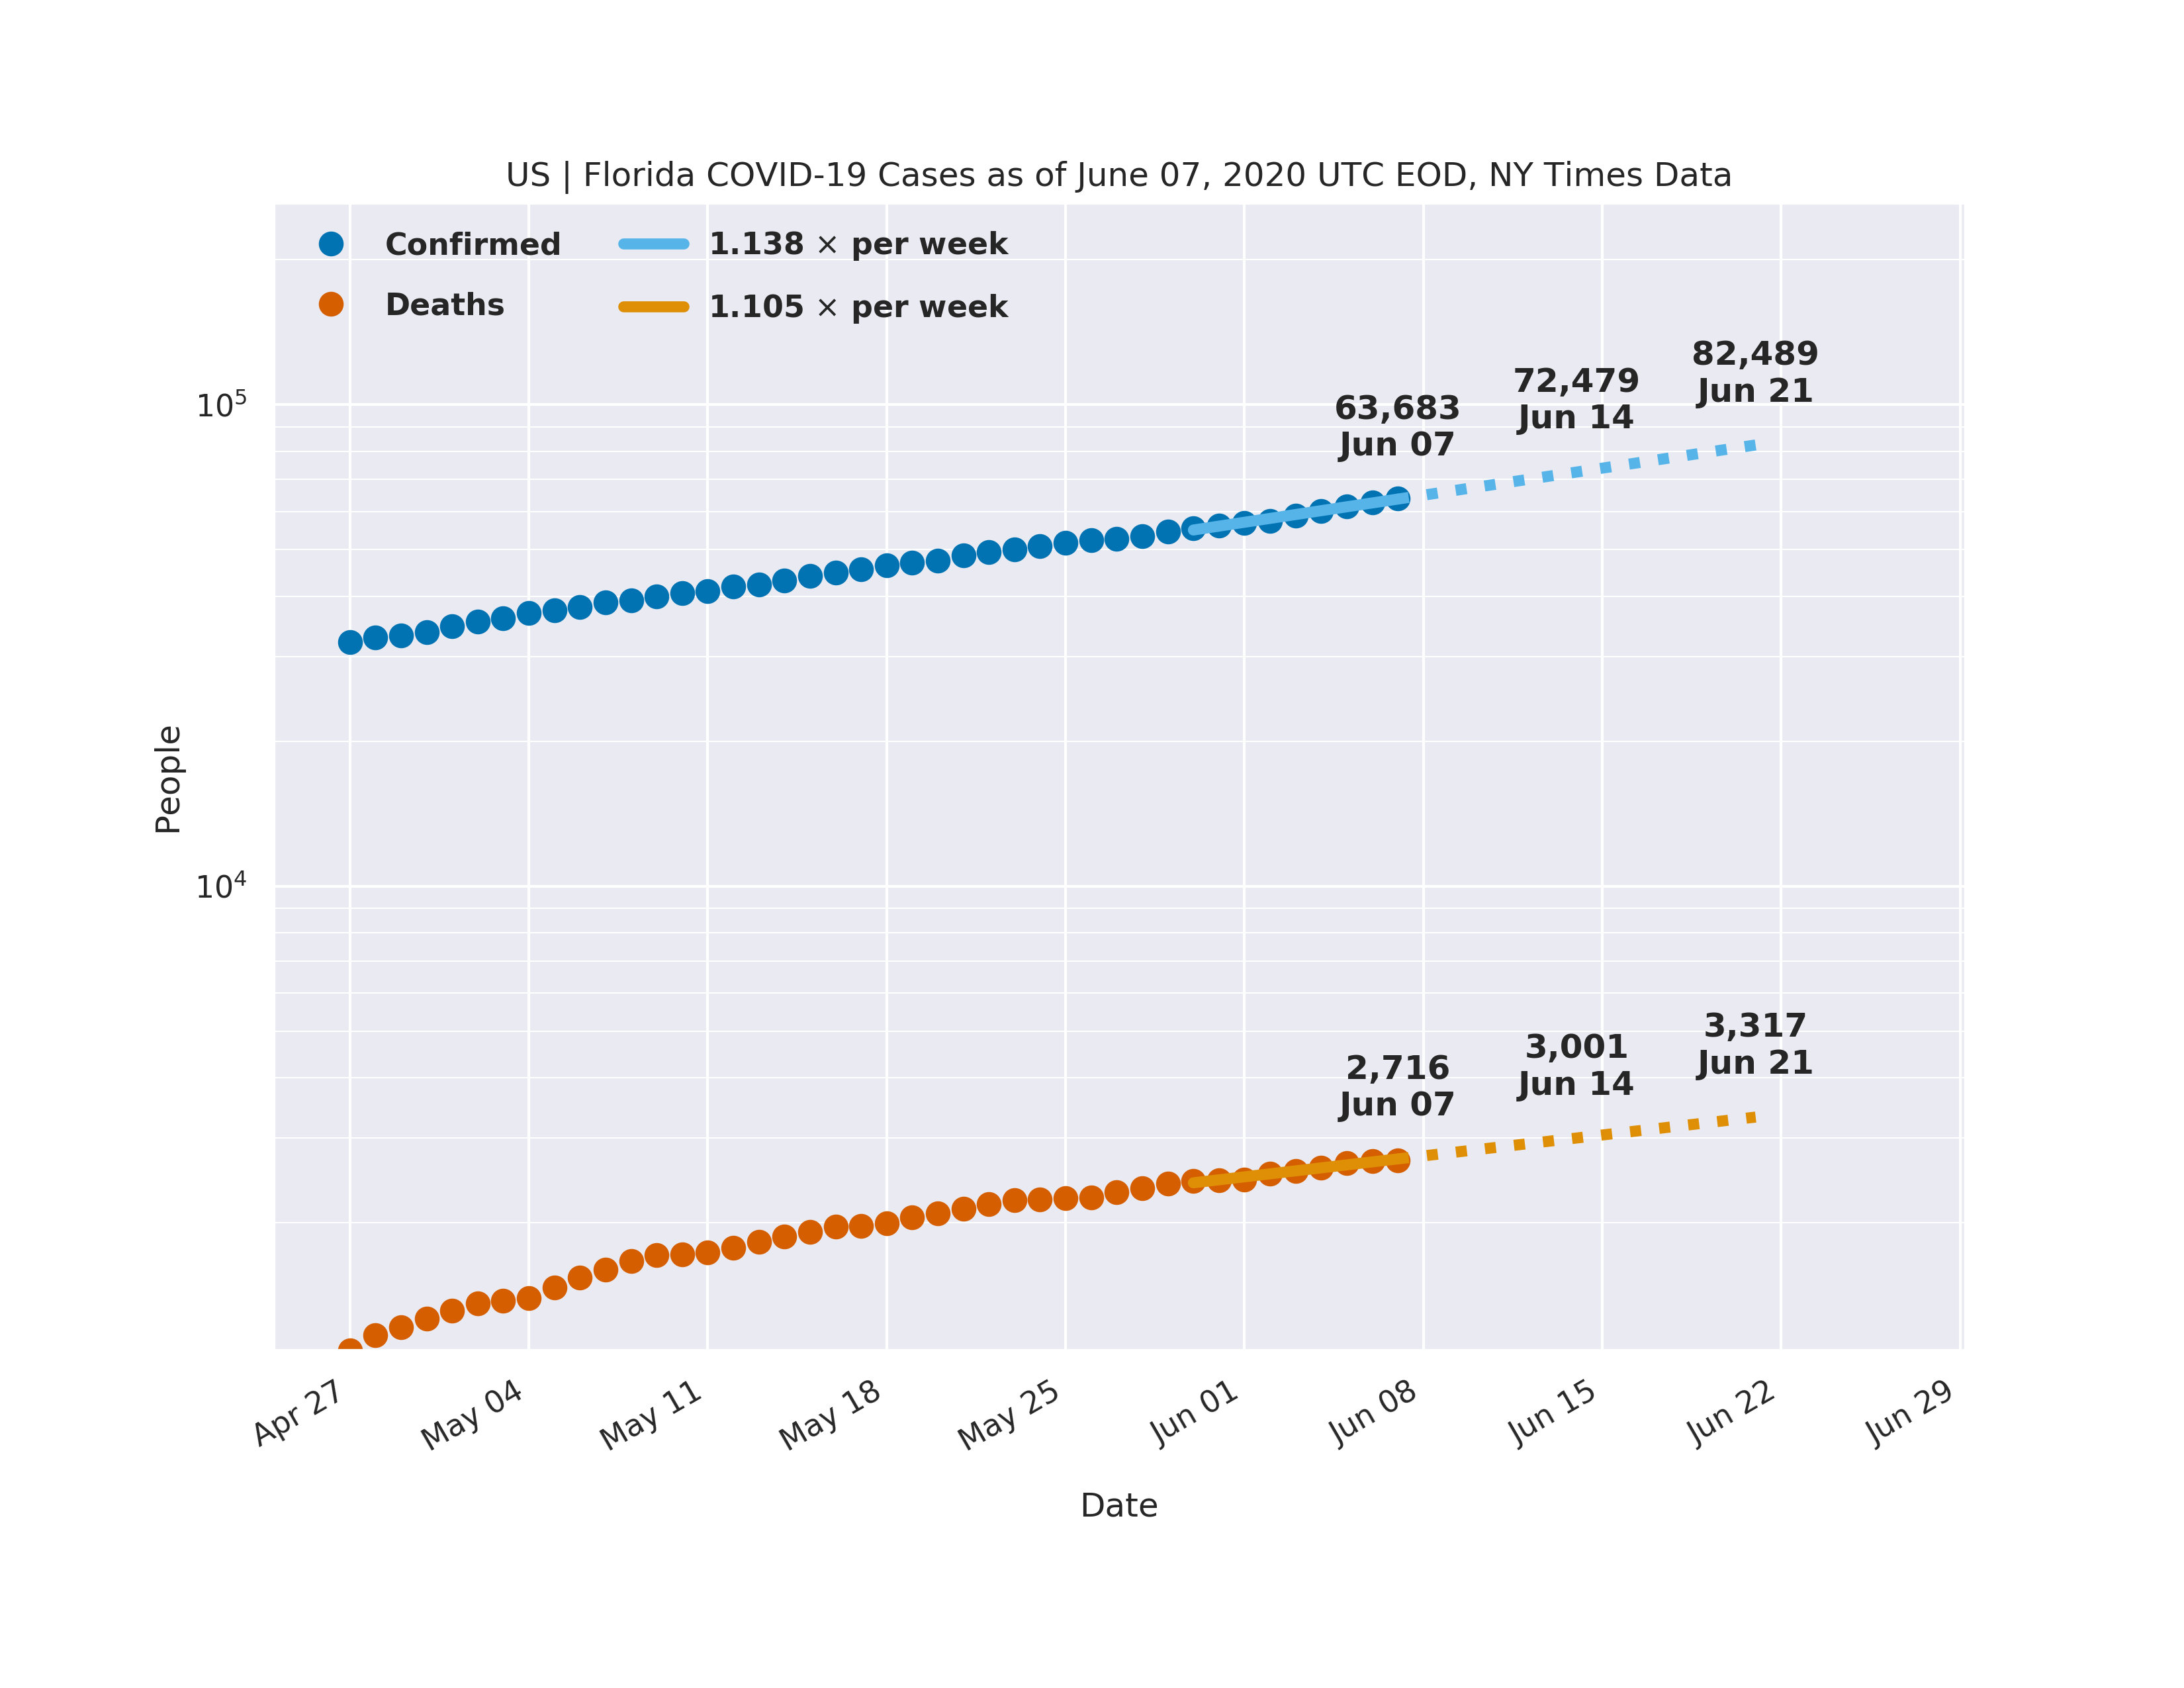 US | Florida COVID-19 Cases as of June 07, 2020 UTC EOD, NY Times Data
Confirmed
Deaths
1.138 × per week
1.105 × per week
82,489
Jun 21
72,479
Jun 14
63,683
Jun 07
10⁵
People
10⁴
3,317
Jun 21
3,001
Jun 14
2,716
Jun 07
Apr 27
May 04
May 11
May 18
May 25
Jun 01
Jun 08
Jun 15
Jun 22
Jun 29
Date